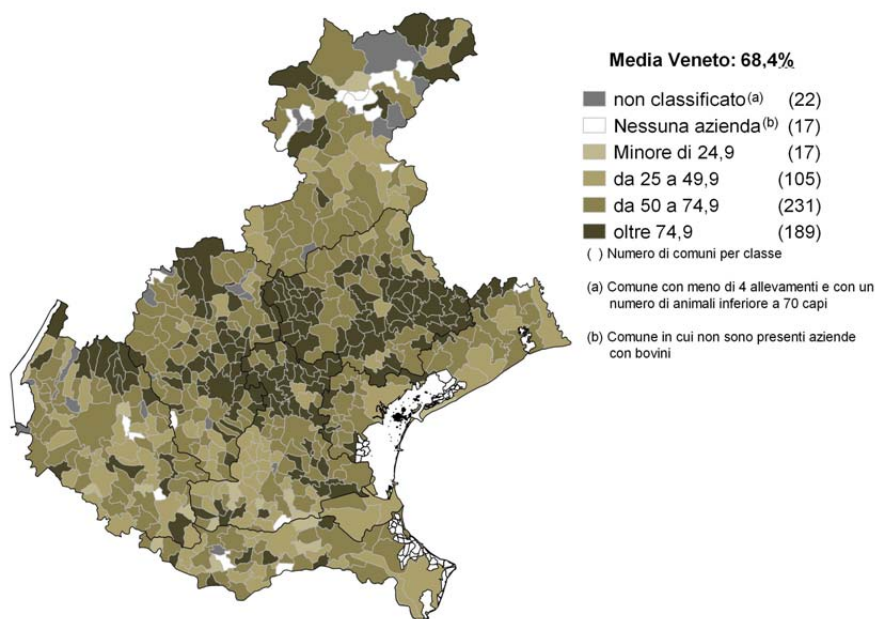 Media Veneto: 68,4%
non classificato(a) (22)
Nessuna azienda(b) (17)
Minore di 24,9 (17)
da 25 a 49,9 (105)
da 50 a 74,9 (231)
oltre 74,9 (189)
( ) Numero di comuni per classe
(a) Comune con meno di 4 allevamenti e con un
numero di animali inferiore a 70 capi
(b) Comune in cui non sono presenti aziende
con bovini